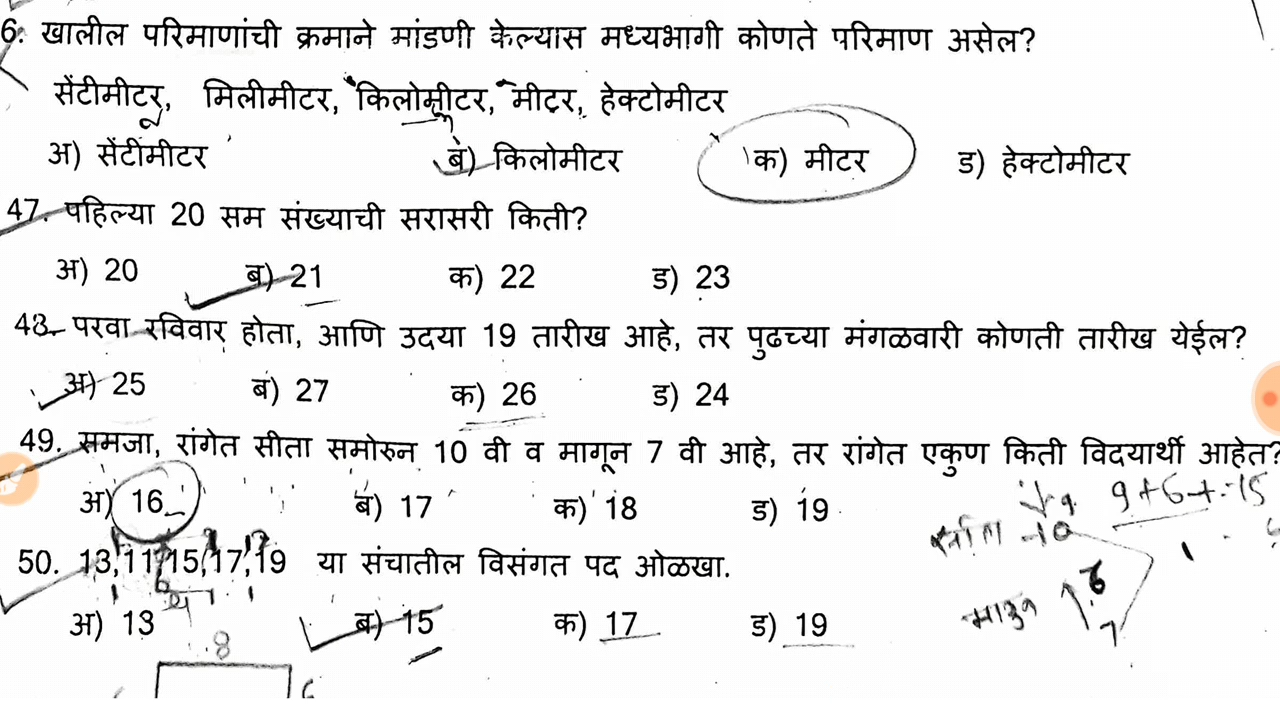 6. खालील परिमाणांची क्रमाने मांडणी केल्यास मध्यभागी कोणते परिमाण असेल?
सेंटीमीटर, मिलीमीटर, किलोमीटर, मीटर, हेक्टोमीटर
अ) सेंटीमीटर ब) किलोमीटर क) मीटर ड) हेक्टोमीटर
47. पहिल्या 20 सम संख्याची सरासरी किती?
अ) 20 ब) 21 क) 22 ड) 23
48. परवा रविवार होता, आणि उदया 19 तारीख आहे, तर पुढच्या मंगळवारी कोणती तारीख येईल?
अ) 25 ब) 27 क) 26 ड) 24
49. समजा, रांगेत सीता समोरुन 10 वी व मागून 7 वी आहे, तर रांगेत एकुण किती विदयार्थी आहेत?
अ) 16 ब) 17 क) 18 ड) 19
9+6+
50. 13,11,15,17,19 या संचातील विसंगत पद ओळखा.
अ) 13 ब) 15 क) 17 ड) 19
8